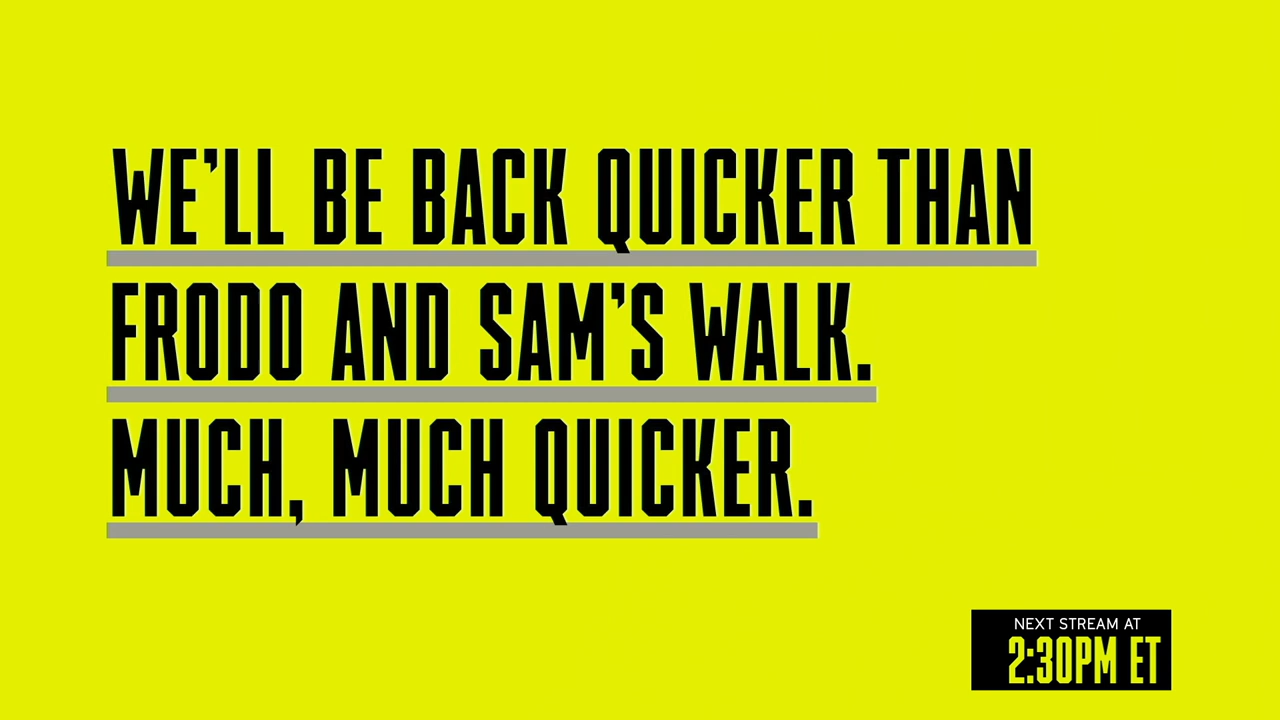 WE'LL BE BACK QUICKER THAN
FRODO AND SAM'S WALK.
MUCH, MUCH QUICKER.
NEXT STREAM AT
2:30PM ET